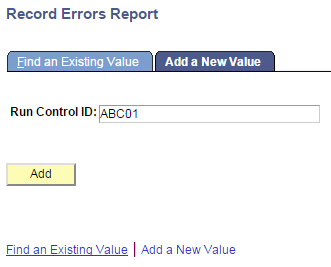 Record Errors Report
Find an Existing Value Add a New Value
Run Control ID: ABC01
Add
Find an Existing Value | Add a New Value